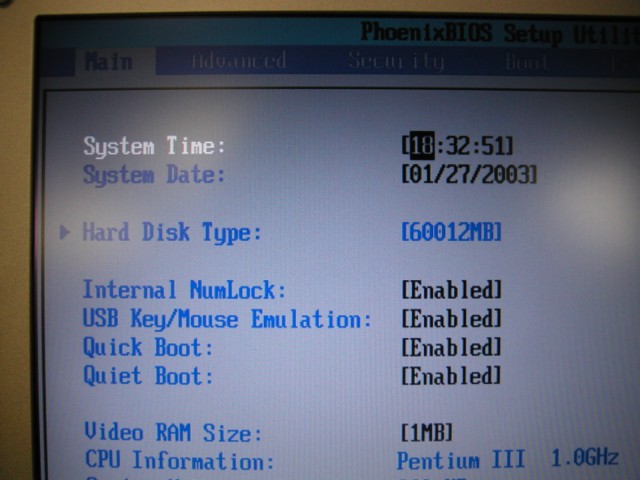 PhoenixBIOS Setup
Main Advanced Security Boot
System Time: [18:32:51]
System Date: [01/27/2003]
Hard Disk Type: [60012MB]
Internal NumLock: [Enabled]
USB Key/Mouse Emulation: [Enabled]
Quick Boot: [Enabled]
Quiet Boot: [Enabled]
Video RAM Size: [1MB]
CPU Information: Pentium III 1.0GHz